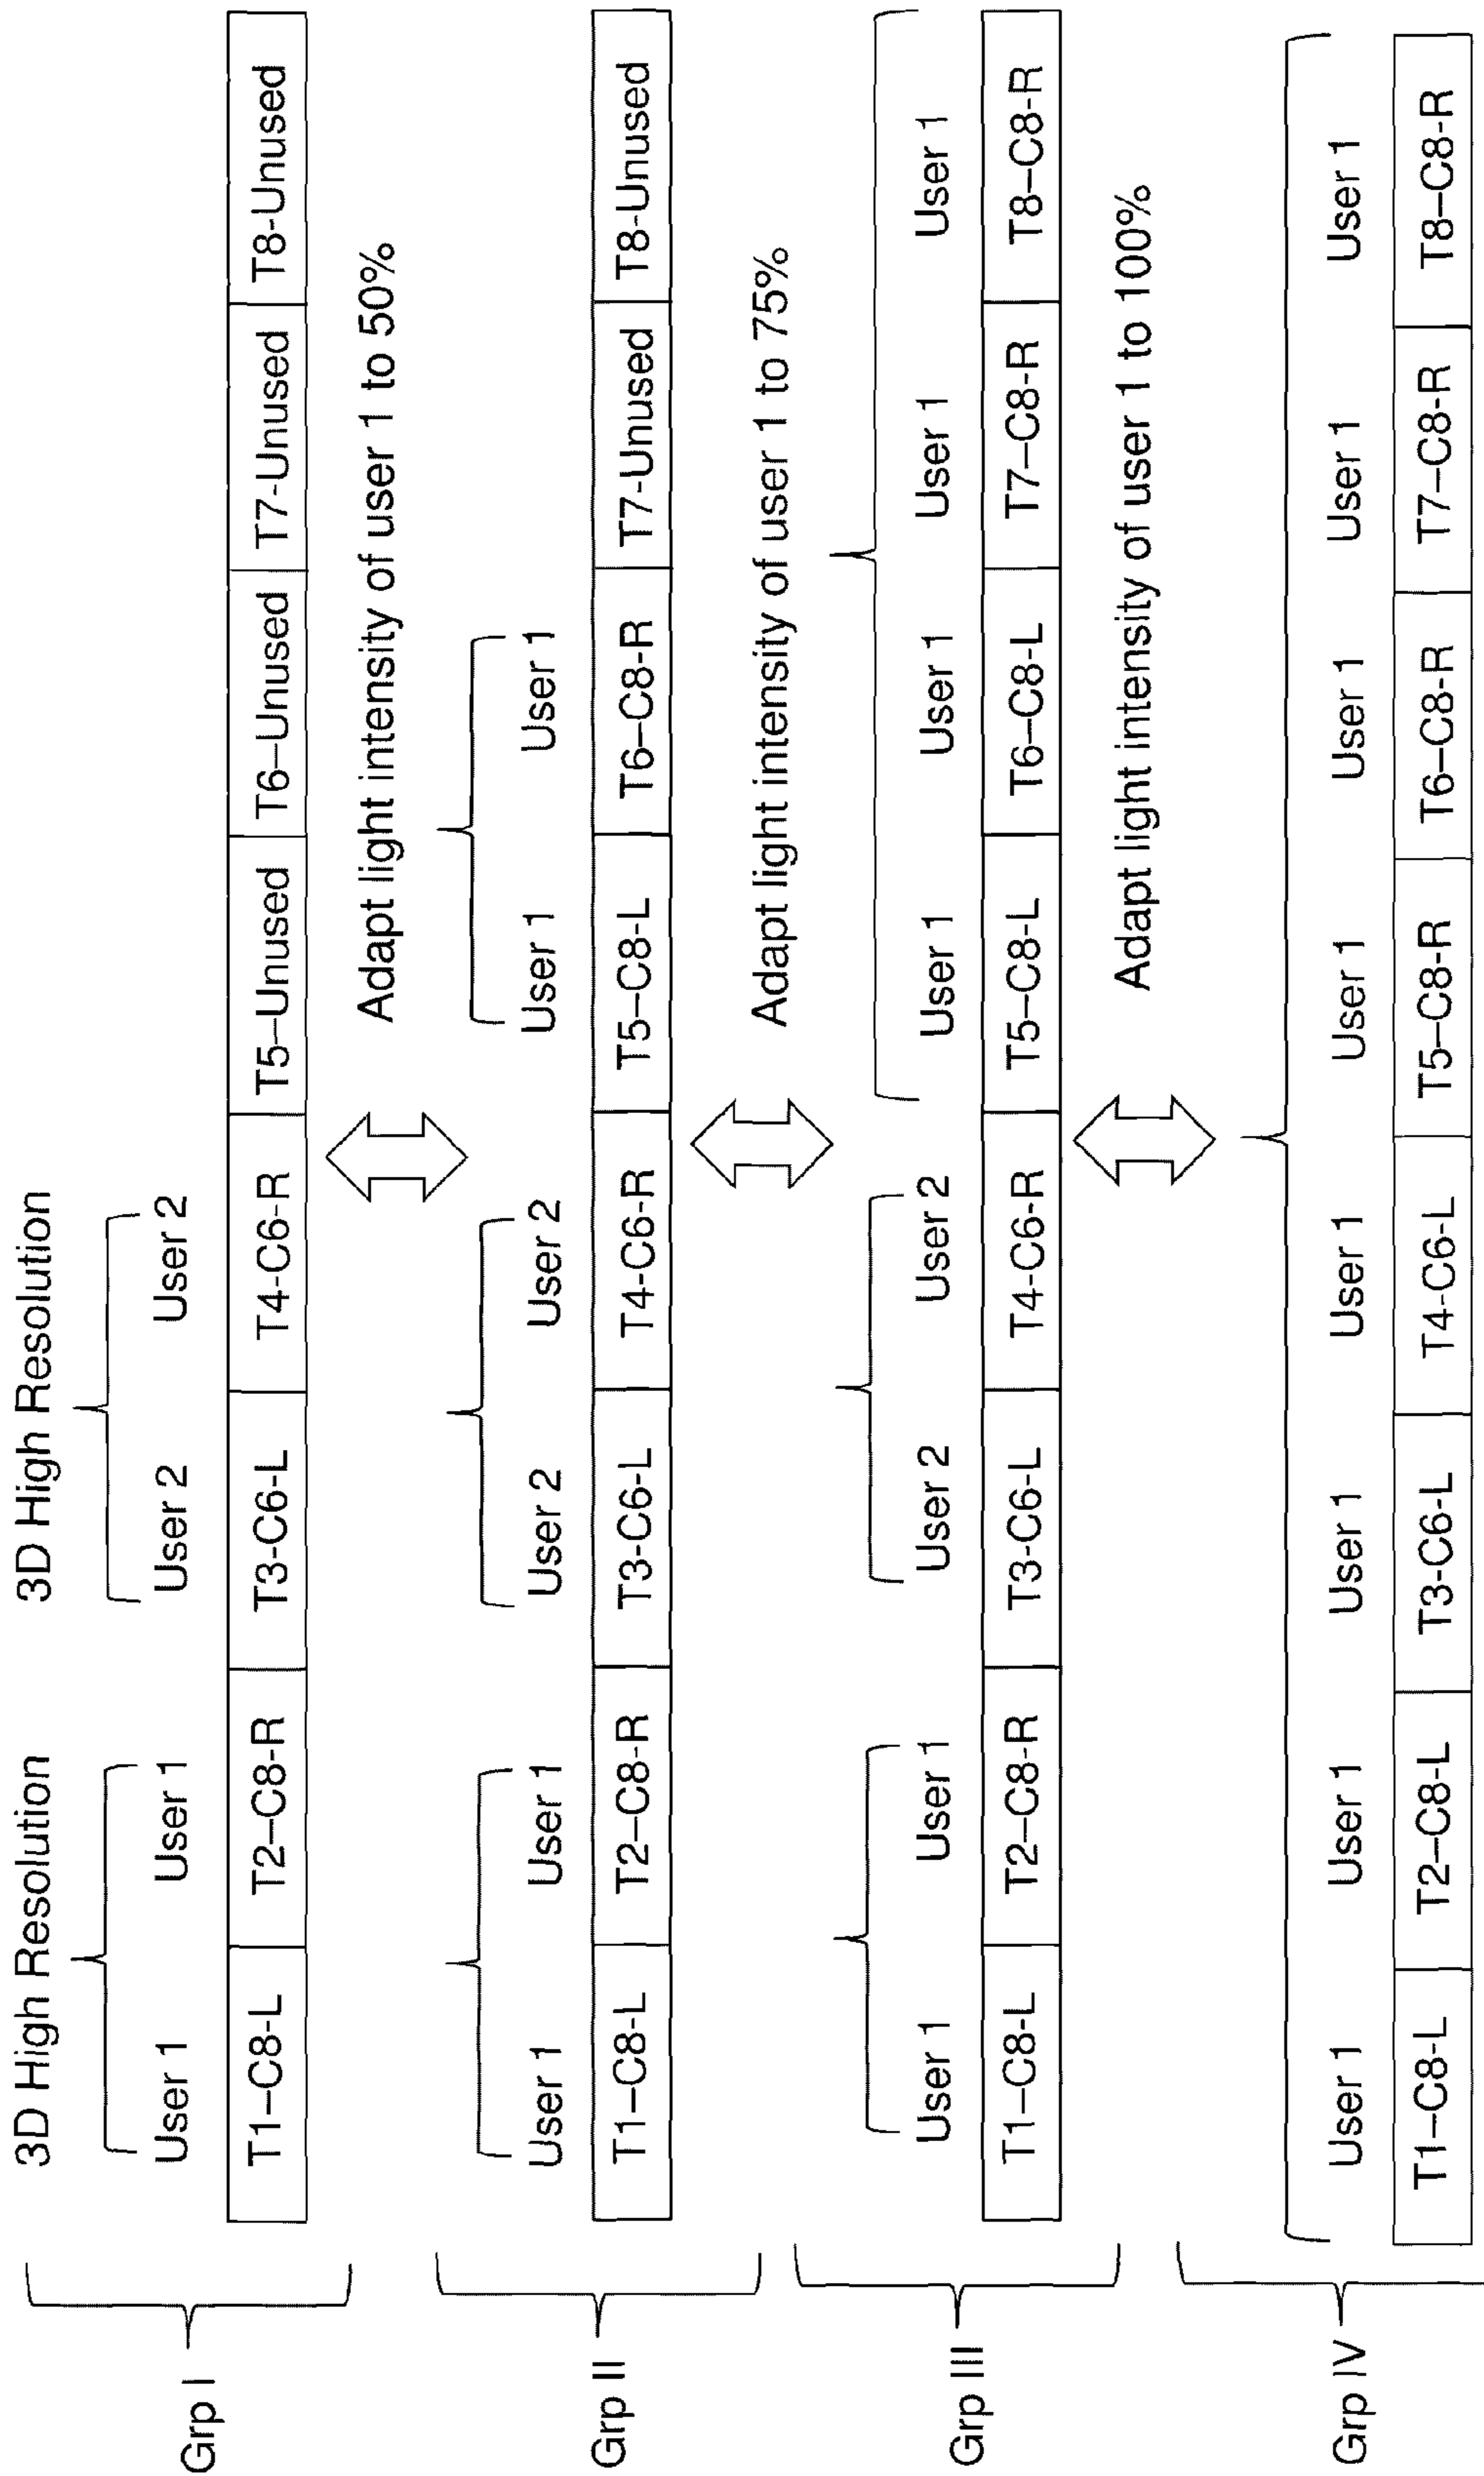 3D High Resolution 3D High Resolution
User 1 User 1 User 2 User 2
Grp I
T1–C8-L T2–C8-R T3-C6-L T4-C6-R T5–Unused T6–Unused T7-Unused T8-Unused
Adapt light intensity of user 1 to 50%
User 1 User 1 User 2 User 2 User 1 User 1
Grp II
T1–C8-L T2–C8-R T3-C6-L T4-C6-R T5–C8-L T6–C8-R T7-Unused T8-Unused
Adapt light intensity of user 1 to 75%
User 1 User 1 User 2 User 2 User 1 User 1 User 1 User 1
Grp III
T1–C8-L T2–C8-R T3-C6-L T4-C6-R T5–C8-L T6–C8-L T7–C8-R T8–C8-R
Adapt light intensity of user 1 to 100%
User 1 User 1 User 1 User 1 User 1 User 1 User 1 User 1
Grp IV
T1–C8-L T2–C8-L T3-C6-L T4-C6-L T5–C8-R T6–C8-R T7–C8-R T8–C8-R